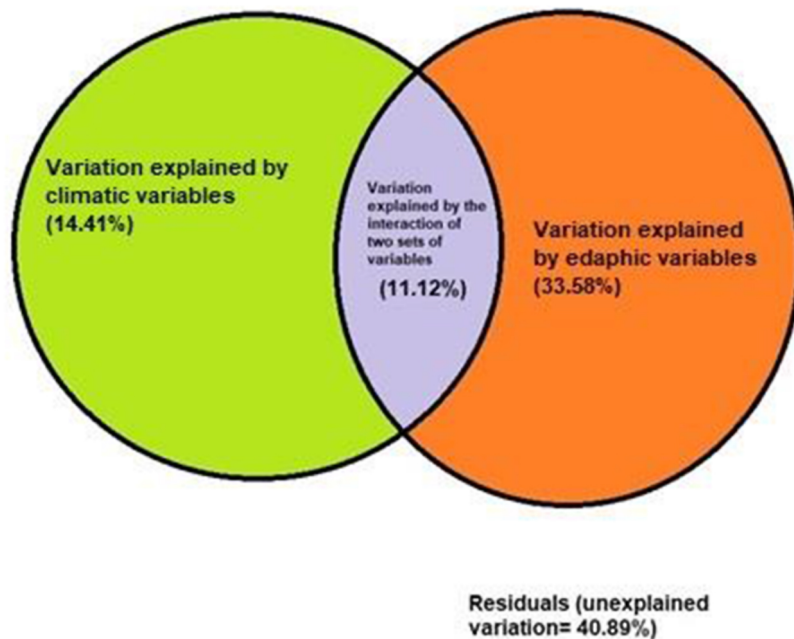 Variation explained by
climatic variables
(14.41%)
Variation
explained by the
interaction of
two sets of
variables
(11.12%)
Variation explained
by edaphic variables
(33.58%)
Residuals (unexplained
variation= 40.89%)